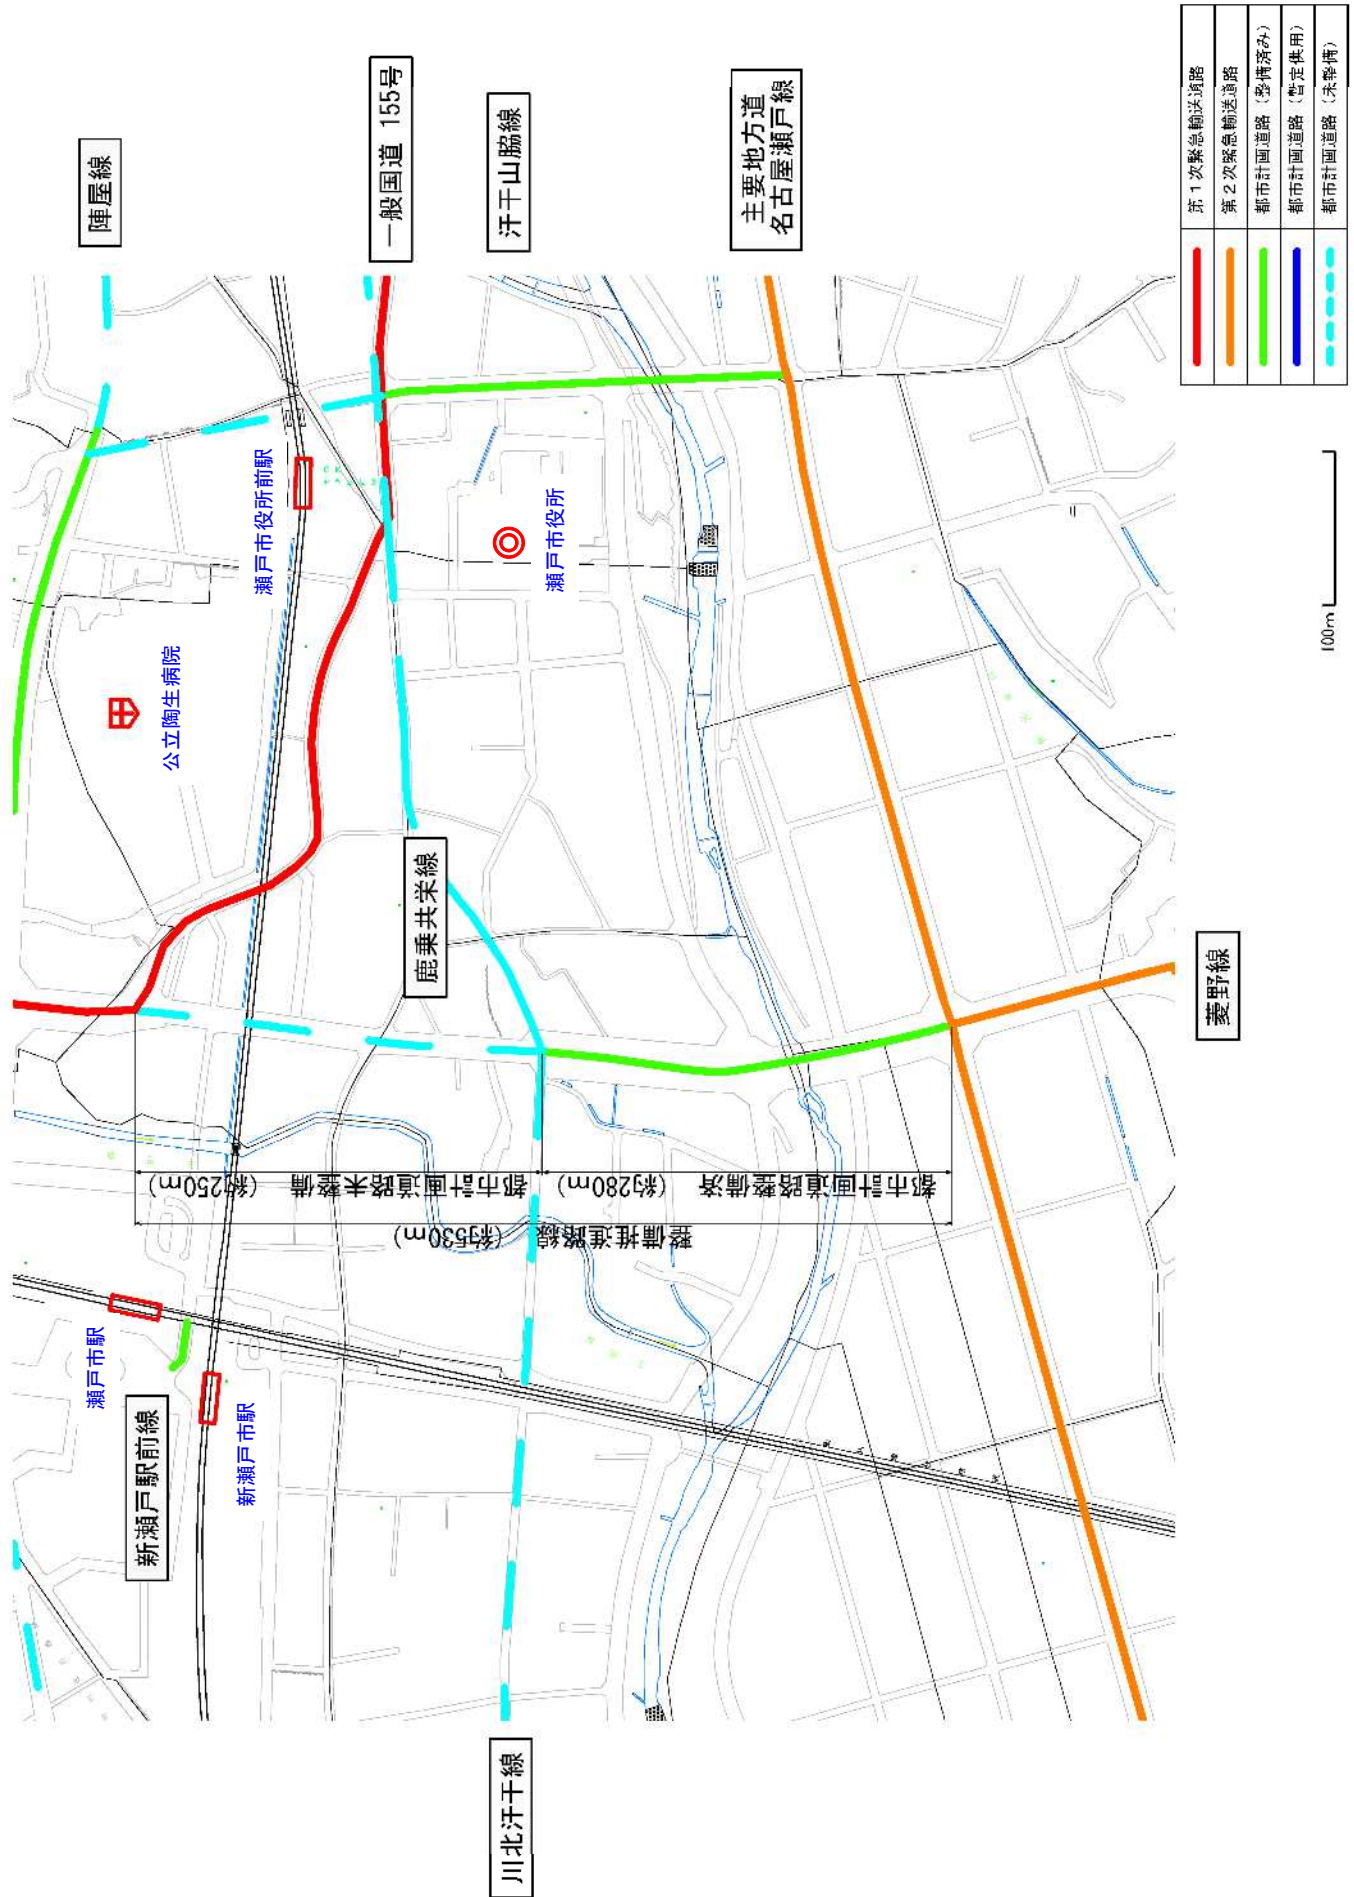 陣屋線
一般国道 155号
汗干山脇線
主要地方道
名古屋瀬戸線
瀬戸市役所前駅
瀬戸市役所
公立陶生病院
鹿乗共栄線
菱野線
都市計画道路未整備 (約250m)
都市計画道路整備済 (約280m)
整備推進路線 (約530m)
瀬戸市駅
新瀬戸駅前線
新瀬戸市駅
川北汗干線
第1次緊急輸送道路
第2次緊急輸送道路
都市計画道路(整備済み)
都市計画道路(暫定供用)
都市計画道路(未整備)
100m